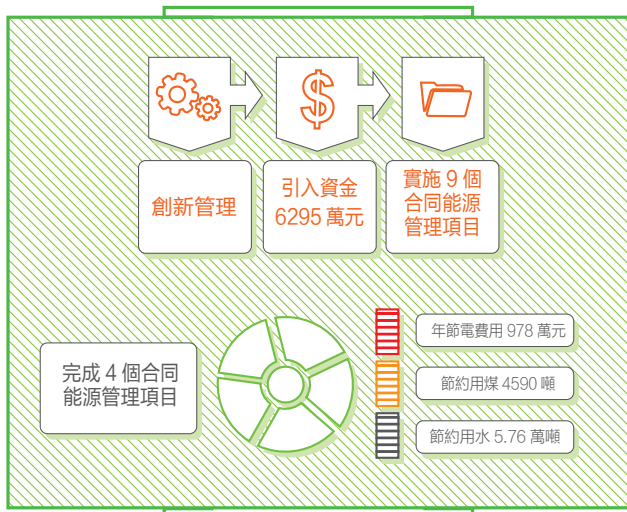 $
創新管理
引入資金
6295 萬元
實施 9 個
合同能源
管理項目
完成 4 個合同
能源管理項目
年節電費用 978 萬元
節約用煤 4590 噸
節約用水 5.76 萬噸